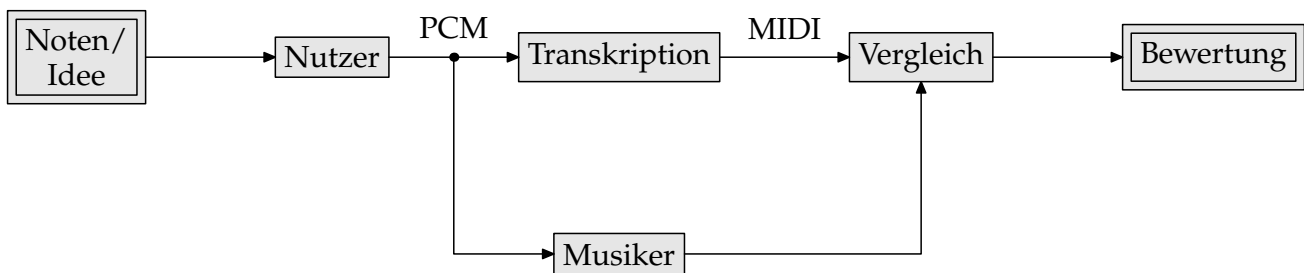 Noten/
Idee
Nutzer
PCM
Transkription
MIDI
Vergleich
Bewertung
Musiker